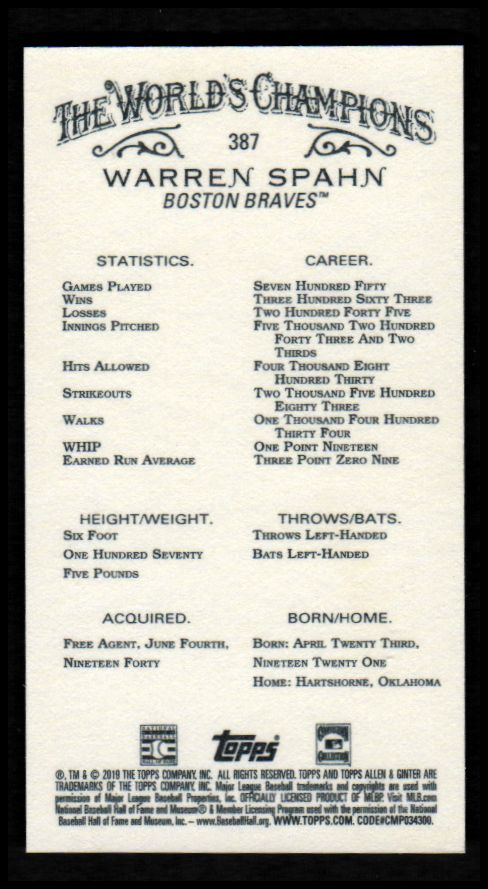 THE WORLD'S CHAMPIONS
387
WARREN SPAHN
BOSTON BRAVES™
STATISTICS. CAREER.
GAMES PLAYED SEVEN HUNDRED FIFTY
WINS THREE HUNDRED SIXTY THREE
LOSSES TWO HUNDRED FORTY FIVE
INNINGS PITCHED FIVE THOUSAND TWO HUNDRED
FORTY THREE AND TWO
THIRDS
HITS ALLOWED FOUR THOUSAND EIGHT
HUNDRED THIRTY
STRIKEOUTS TWO THOUSAND FIVE HUNDRED
EIGHTY THREE
WALKS ONE THOUSAND FOUR HUNDRED
THIRTY FOUR
WHIP ONE POINT NINETEEN
EARNED RUN AVERAGE THREE POINT ZERO NINE
HEIGHT/WEIGHT. THROWS/BATS.
SIX FOOT THROWS LEFT-HANDED
ONE HUNDRED SEVENTY BATS LEFT-HANDED
FIVE POUNDS
ACQUIRED. BORN/HOME.
FREE AGENT, JUNE FOURTH, BORN: APRIL TWENTY THIRD,
NINETEEN FORTY NINETEEN TWENTY ONE
HOME: HARTSHORNE, OKLAHOMA
NATIONAL BASEBALL HALL OF FAME topps
®, TM & © 2019 THE TOPPS COMPANY, INC. ALL RIGHTS RESERVED. TOPPS AND TOPPS ALLEN & GINTER ARE
TRADEMARKS OF THE TOPPS COMPANY, INC. Major League Baseball trademarks and copyrights are used with
permission of Major League Baseball Properties, Inc. OFFICIALLY LICENSED PRODUCT OF MLBP. Visit MLB.com
National Baseball Hall of Fame and Museum® & Member Licensing Program used with the permission of the National
Baseball Hall of Fame and Museum, Inc. – www.BaseballHall.org. WWW.TOPPS.COM. CODE#CMP034300.